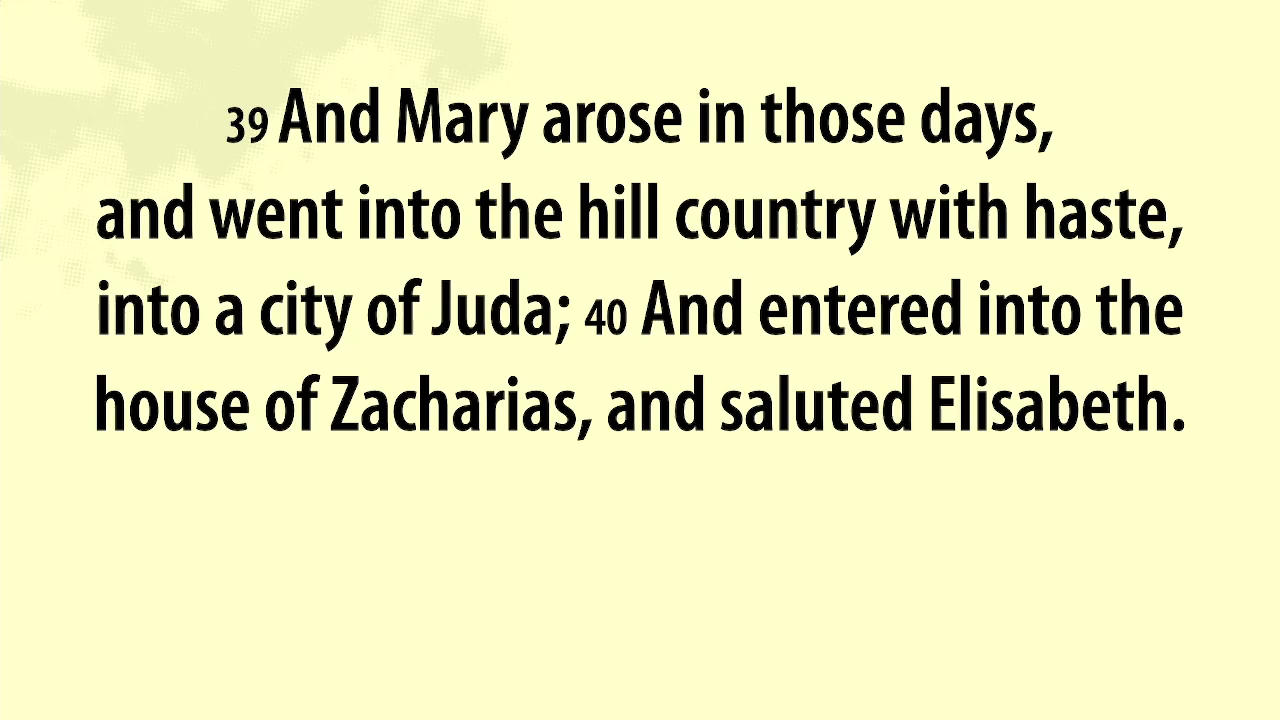 39 And Mary arose in those days,
and went into the hill country with haste,
into a city of Juda; 40 And entered into the
house of Zacharias, and saluted Elisabeth.